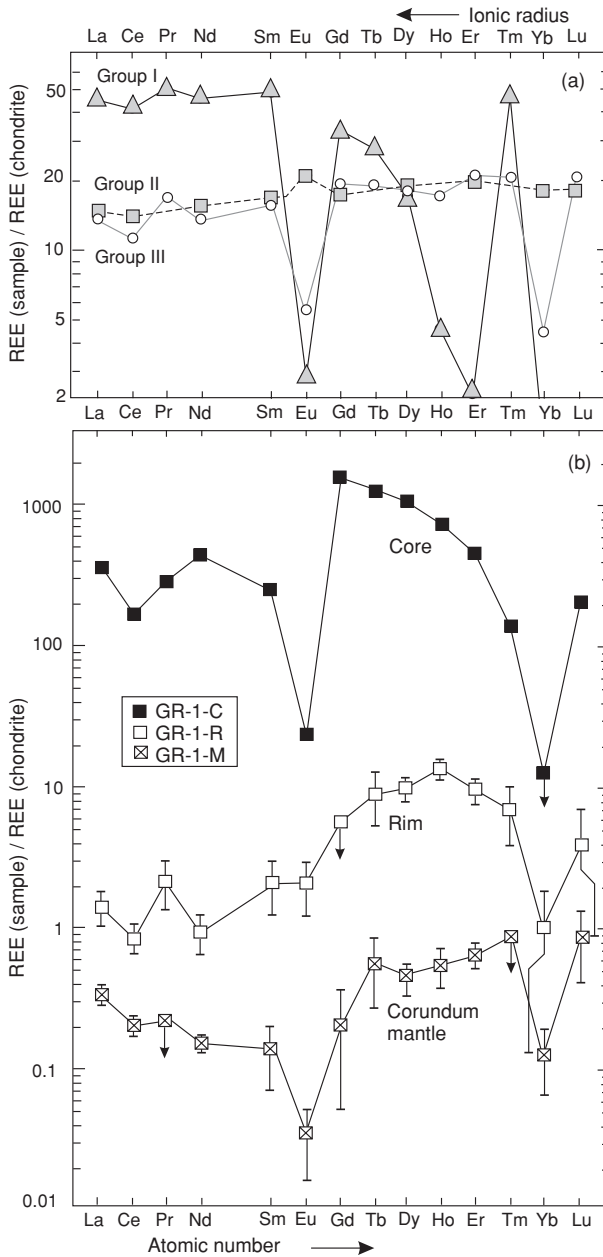 Ionic radius
La Ce Pr Nd Sm Eu Gd Tb Dy Ho Er Tm Yb Lu
(a)
50
20
10
5
2
REE (sample) / REE (chondrite)
Group I
Group II
Group III
La Ce Pr Nd Sm Eu Gd Tb Dy Ho Er Tm Yb Lu
(b)
1000
100
10
1
0.1
0.01
REE (sample) / REE (chondrite)
Core
GR-1-C
GR-1-R
GR-1-M
Rim
Corundum
mantle
La Ce Pr Nd Sm Eu Gd Tb Dy Ho Er Tm Yb Lu
Atomic number